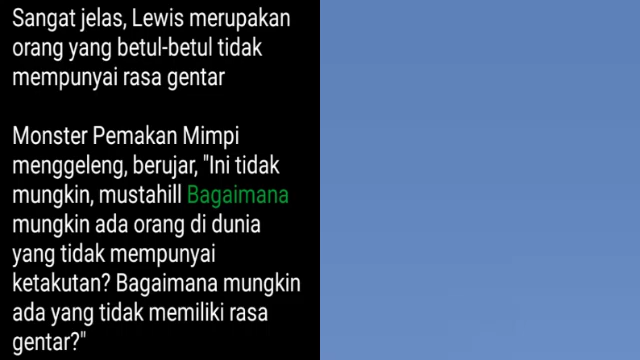 Sangat jelas, Lewis merupakan
orang yang betul-betul tidak
mempunyai rasa gentar
Monster Pemakan Mimpi
menggeleng, berujar, "Ini tidak
mungkin, mustahill Bagaimana
mungkin ada orang di dunia
yang tidak mempunyai
ketakutan? Bagaimana mungkin
ada yang tidak memiliki rasa
gentar?"